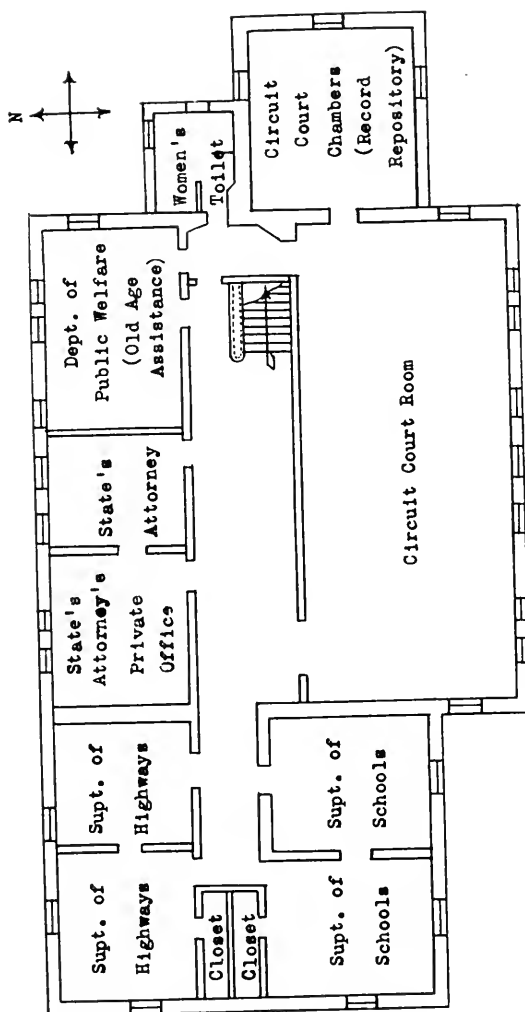 N
Supt. of
Highways
Supt. of
Highways
State's
Attorney's
Private
Office
State's
Attorney
Dept. of
Public Welfare
(Old Age
Assistance)
Women's
Toilet
Closet
Closet
Supt. of
Schools
Supt. of
Schools
Circuit Court Room
Circuit
Court
Chambers
(Record
Repository)